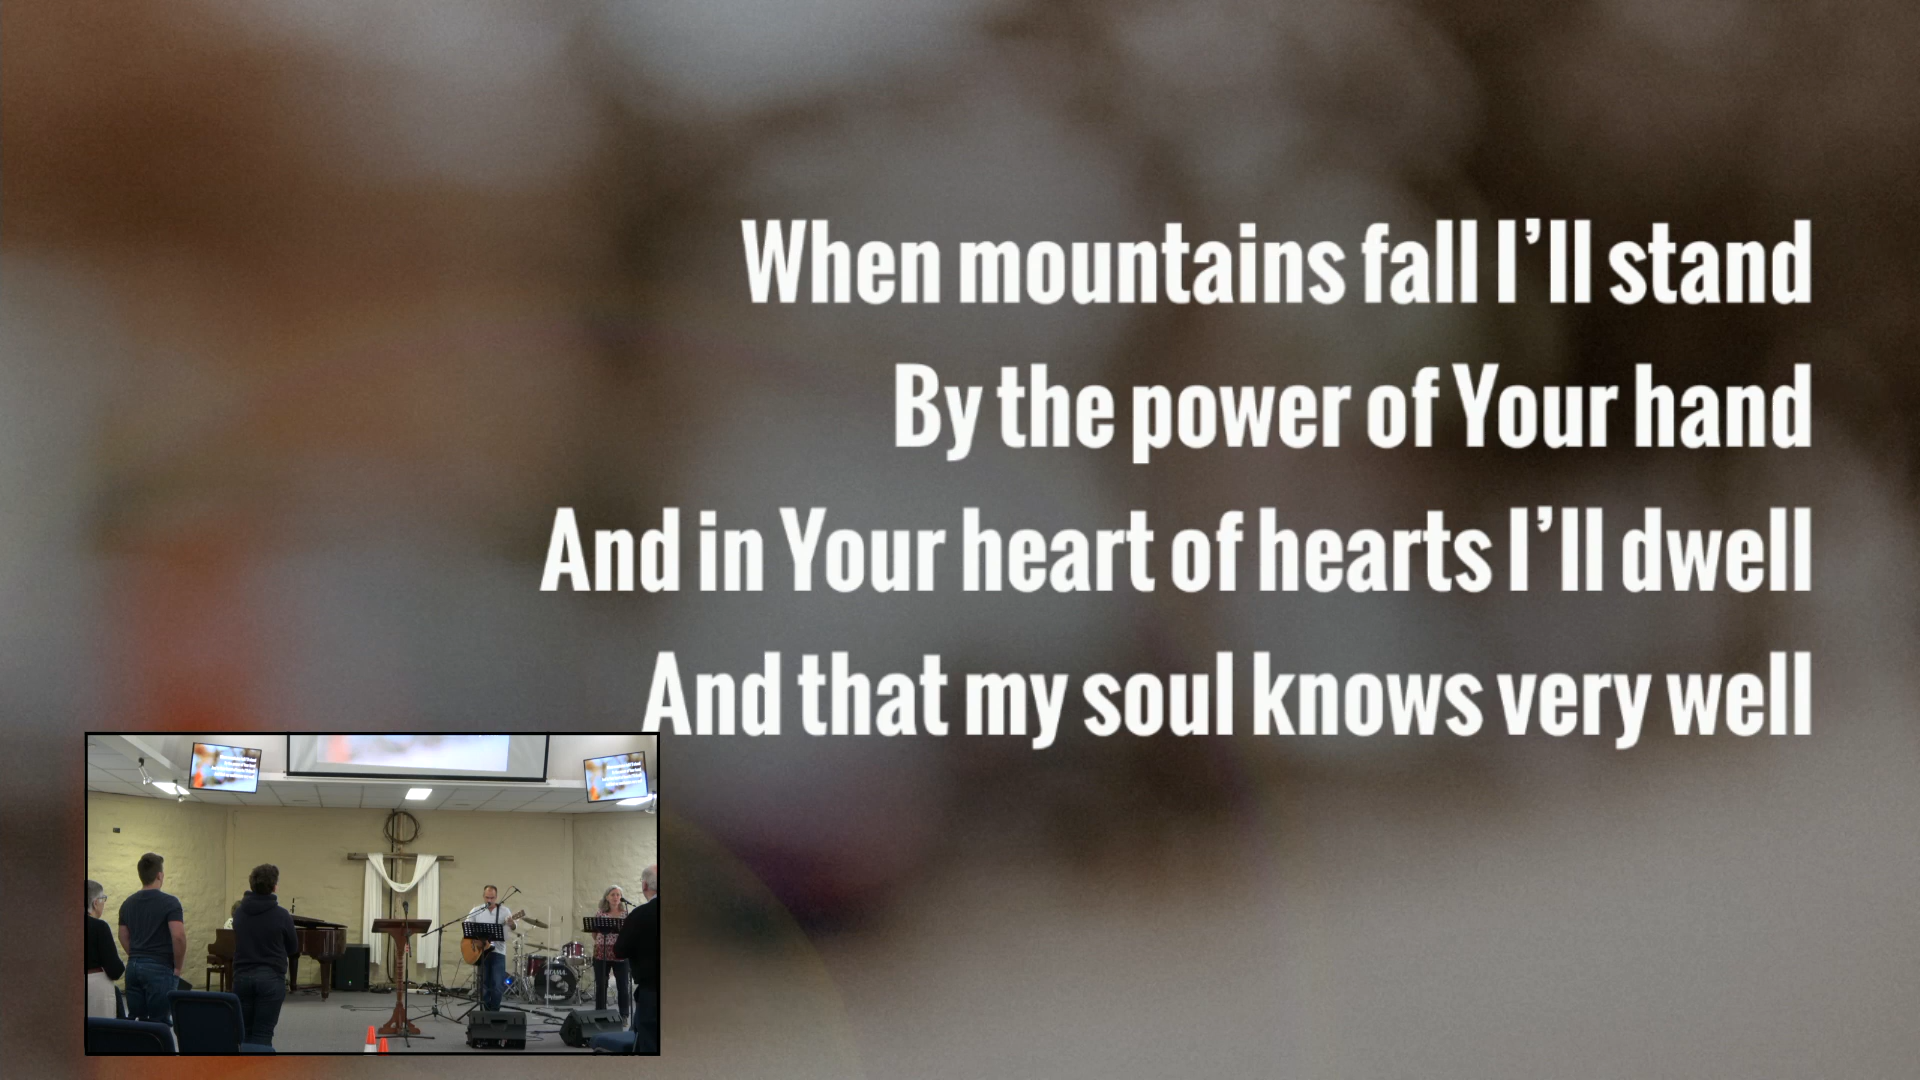 When mountains fall I’ll stand
By the power of Your hand
And in Your heart of hearts I’ll dwell
And that my soul knows very well
TAMA